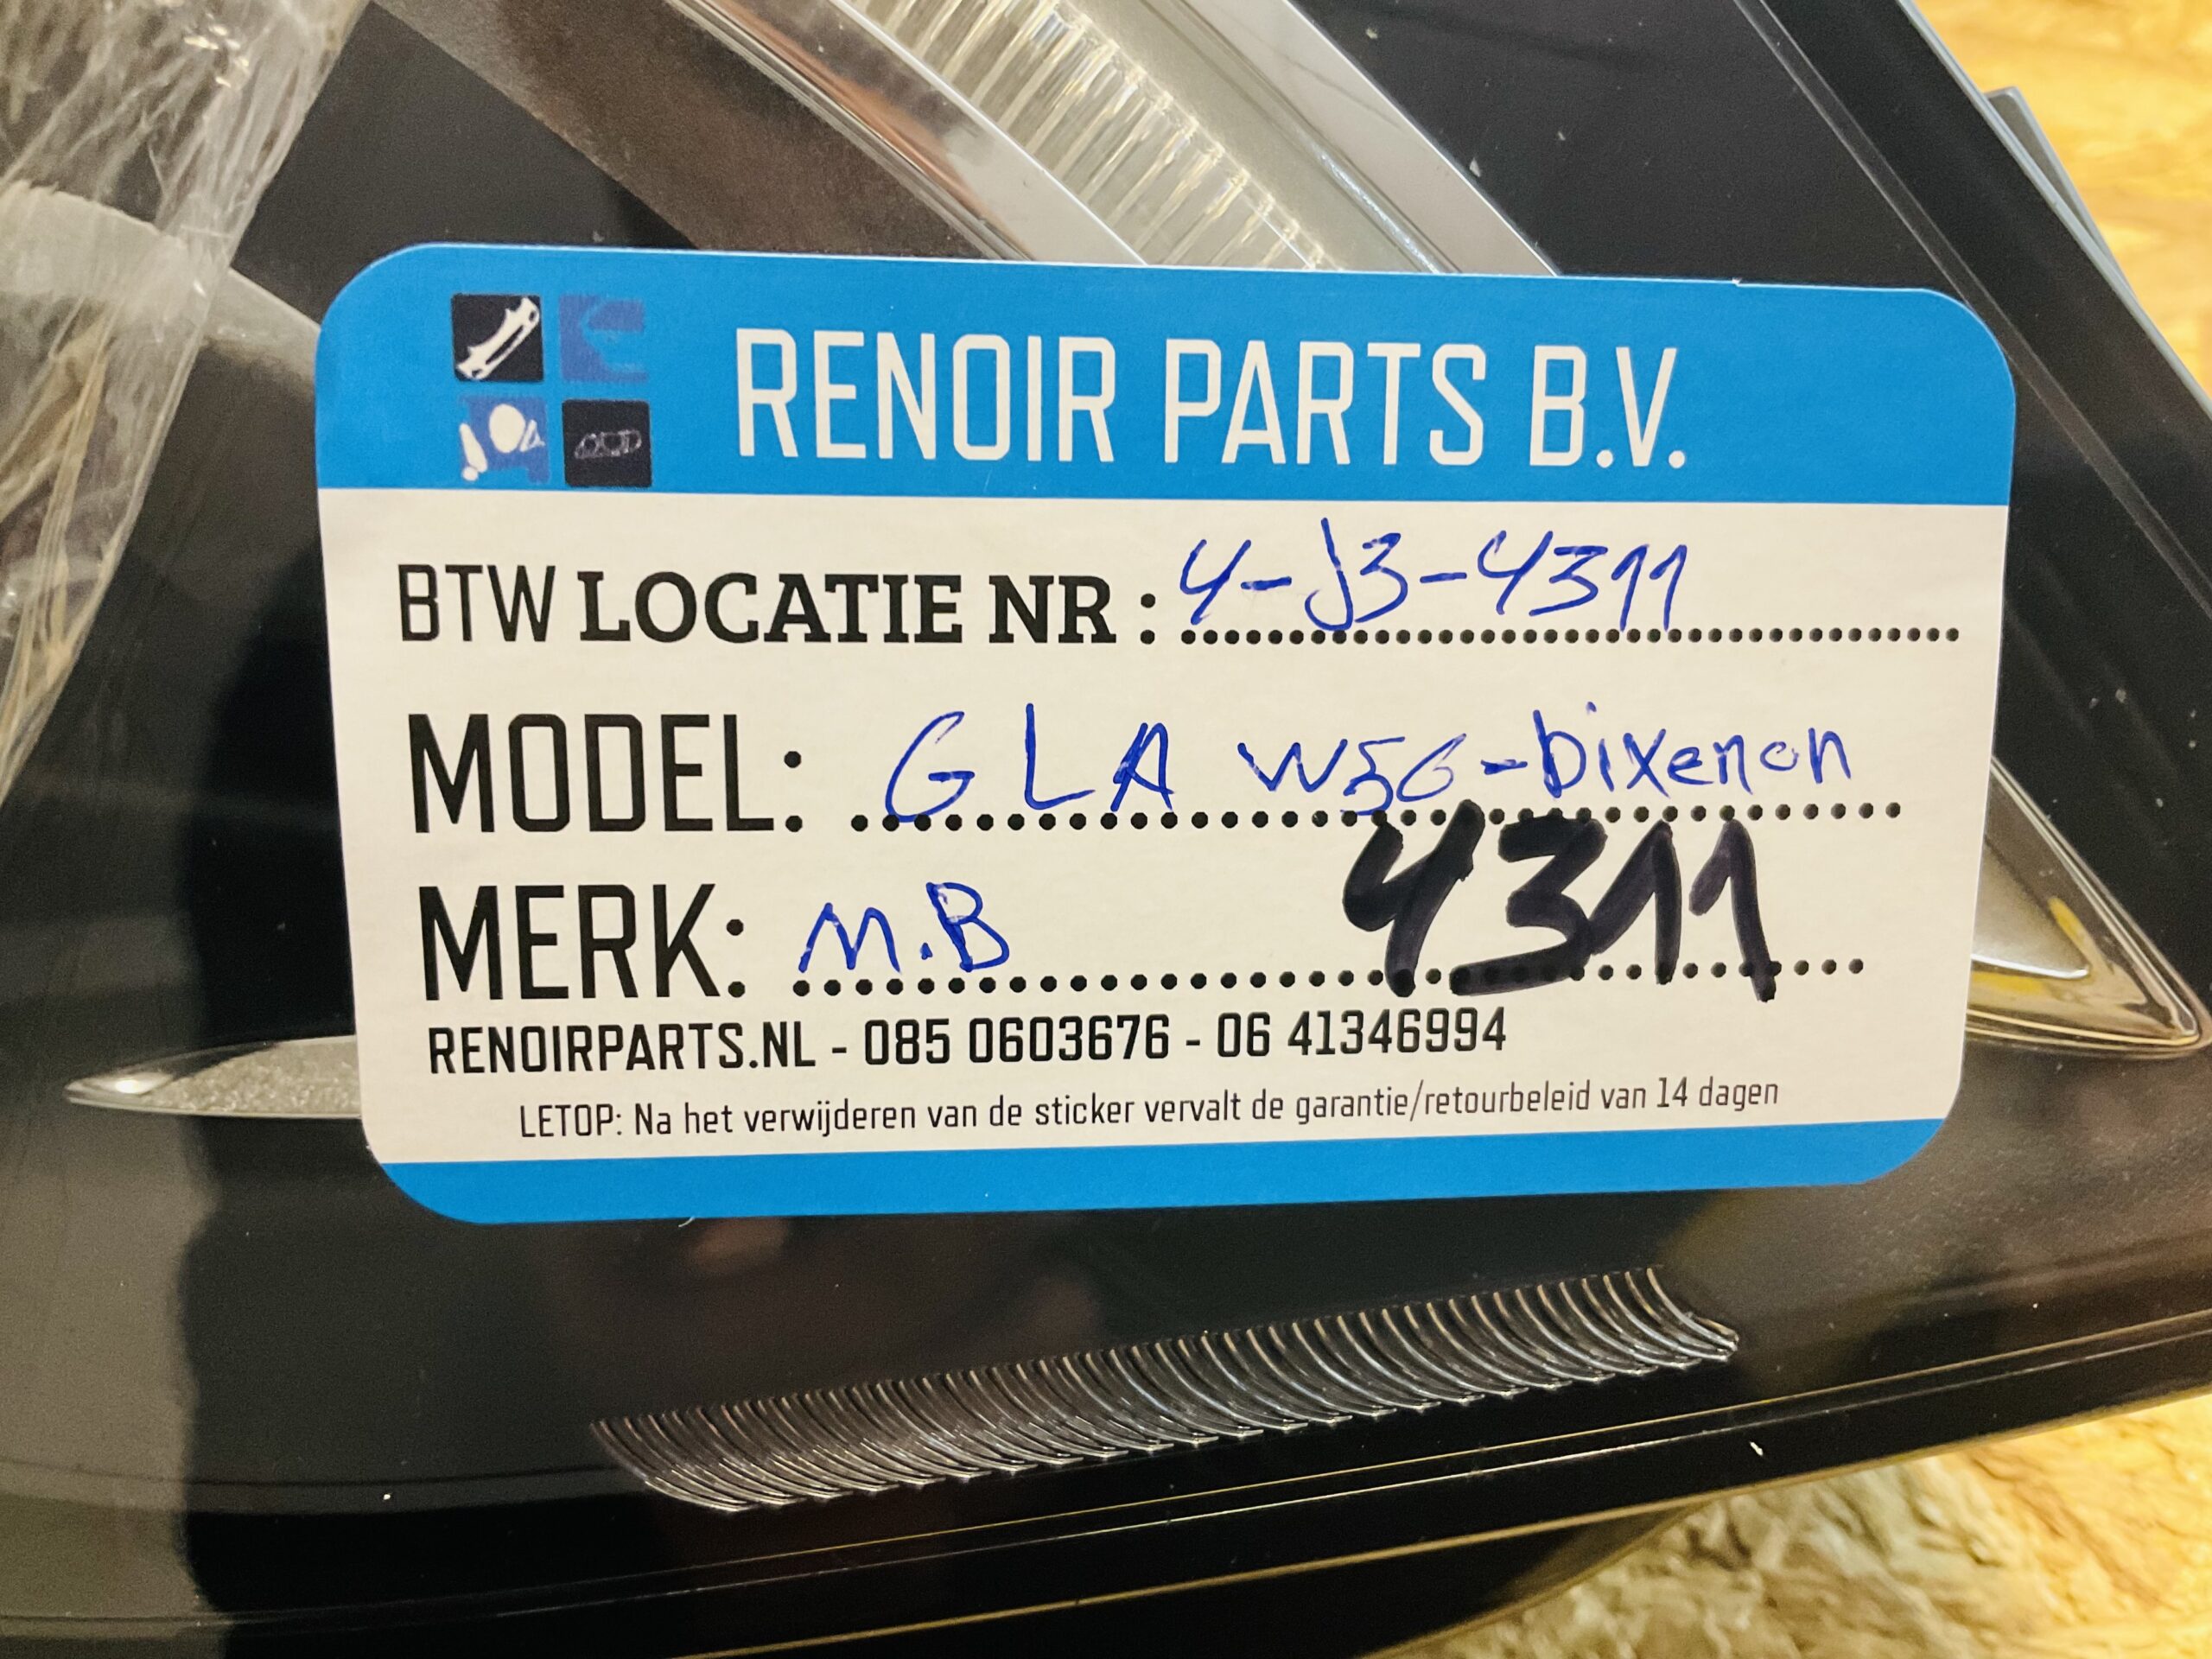 RENOIR PARTS B.V.
BTW LOCATIE NR : 4-J3-4311
MODEL: GLA W56-bixenon
MERK: M.B 4311
RENOIRPARTS.NL - 085 0603676 - 06 41346994
LETOP: Na het verwijderen van de sticker vervalt de garantie/retourbeleid van 14 dagen